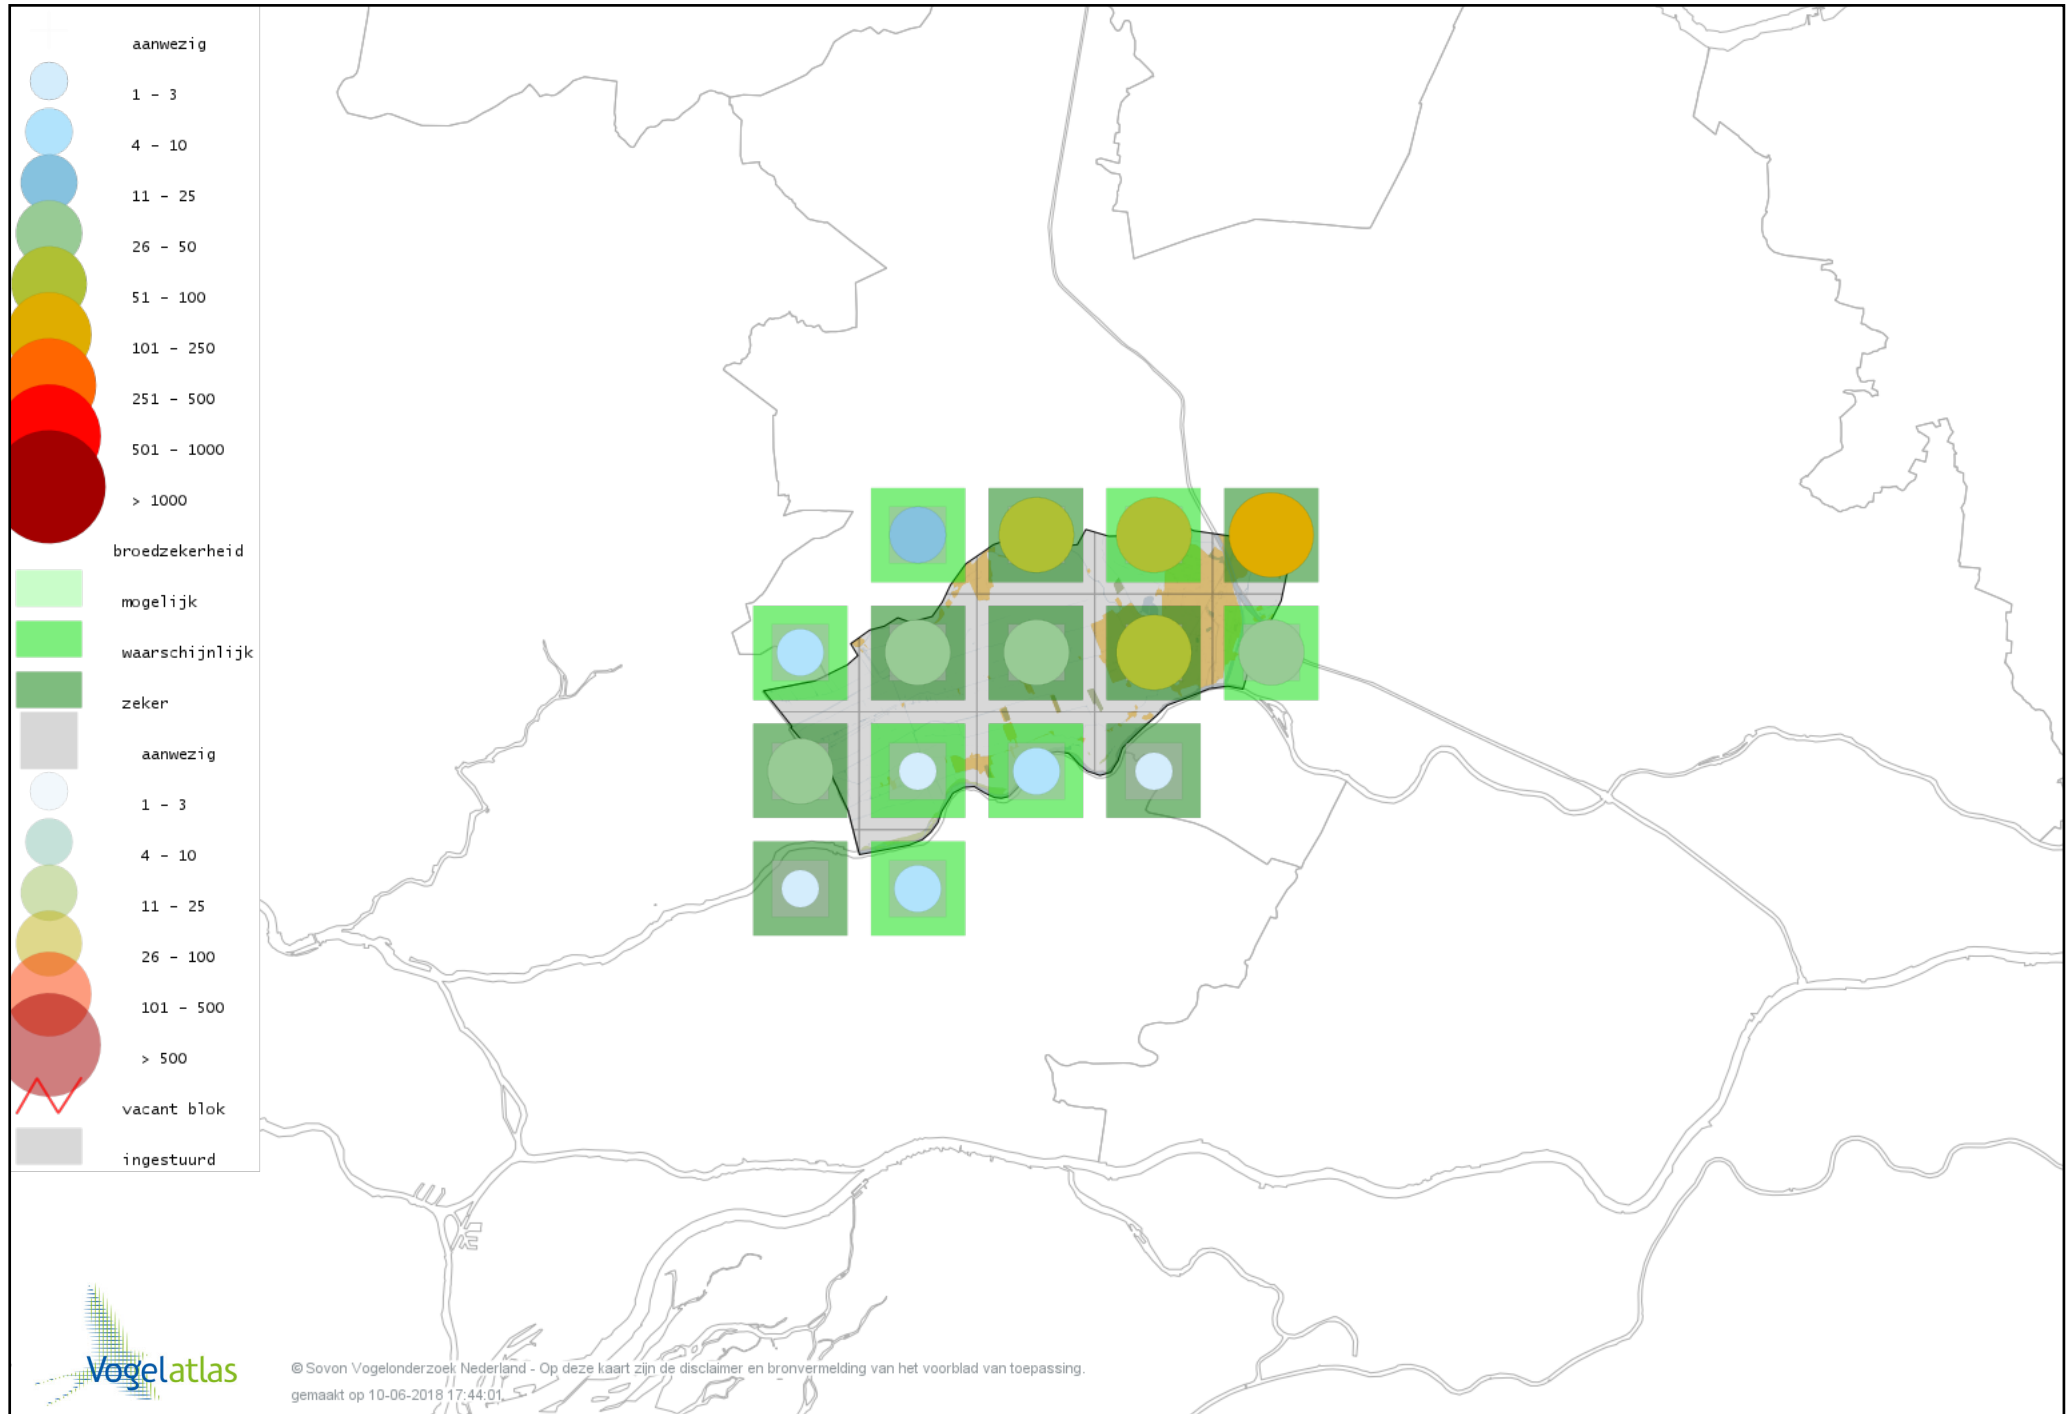 aanwezig
1 – 3
4 – 10
11 – 25
26 – 50
51 – 100
101 – 250
251 – 500
501 – 1000
> 1000
broedzekerheid
mogelijk
waarschijnlijk
zeker
aanwezig
1 – 3
4 – 10
11 – 25
26 – 100
101 – 500
> 500
vacant blok
ingestuurd
Vogelatlas
© Sovon Vogelonderzoek Nederland - Op deze kaart zijn de disclaimer en bronvermelding van het voorblad van toepassing.
gemaakt op 10-06-2018 17:44:01